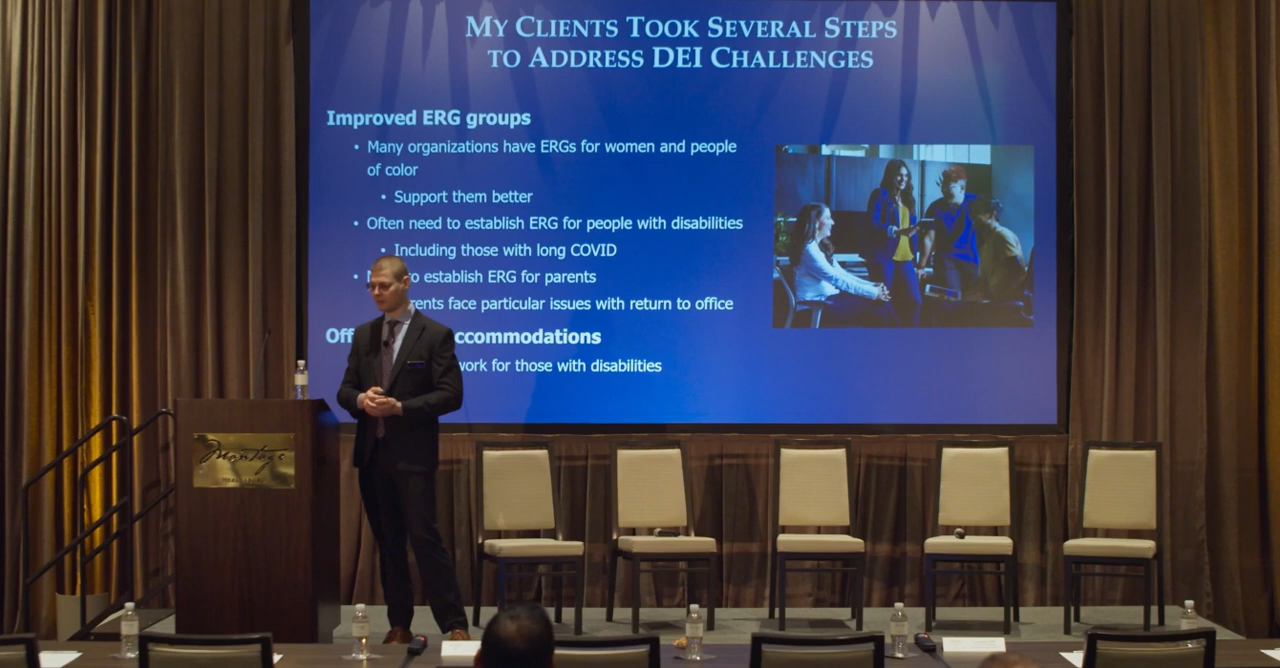 MY CLIENTS TOOK SEVERAL STEPS
TO ADDRESS DEI CHALLENGES
Improved ERG groups
• Many organizations have ERGs for women and people
of color
• Support them better
• Often need to establish ERG for people with disabilities
• Including those with long COVID
• to establish ERG for parents
face particular issues with return to office
work for those with disabilities
Montage